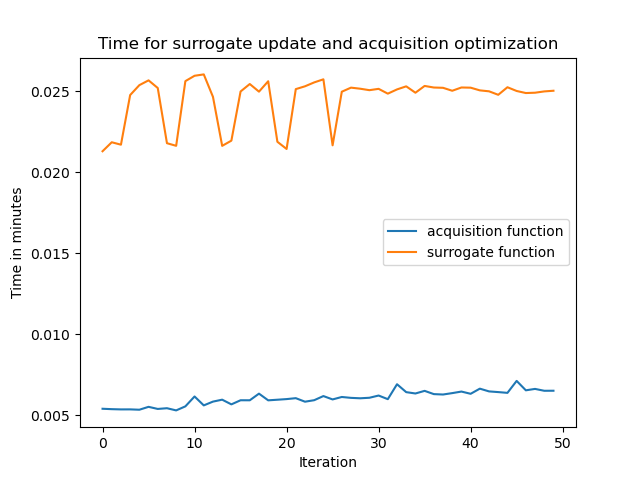 Time for surrogate update and acquisition optimization
0.025
0.020
0.015
0.010
0.005
Time in minutes
acquisition function
surrogate function
0
10
20
30
40
50
Iteration